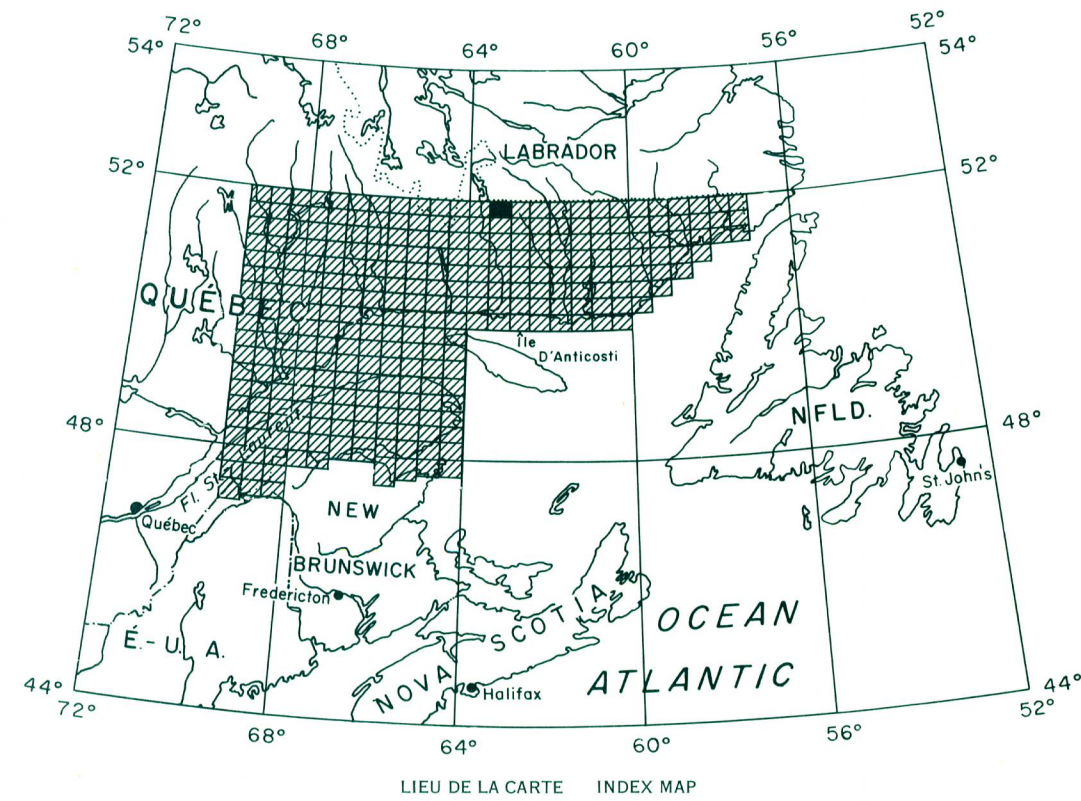 72° 68° 64° 60° 56° 52°
54° 54°
LABRADOR
52° 52°
QUÉBEC
Île
D'Anticosti
NFLD.
48° 48°
Fl. St. Laurent
St. John's
Québec
NEW
BRUNSWICK
Fredericton
SCOTIA
OCEAN
É.-U. A.
NOVA
ATLANTIC
Halifax
44° 44°
72° 68° 64° 60° 56° 52°
LIEU DE LA CARTE INDEX MAP